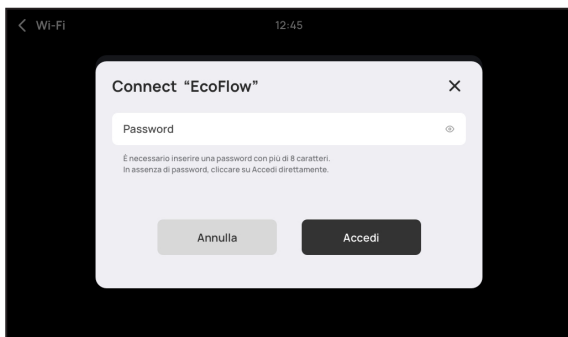 Wi-Fi
12:45
Connect “EcoFlow”
Password
È necessario inserire una password con più di 8 caratteri.
In assenza di password, cliccare su Accedi direttamente.
Annulla
Accedi